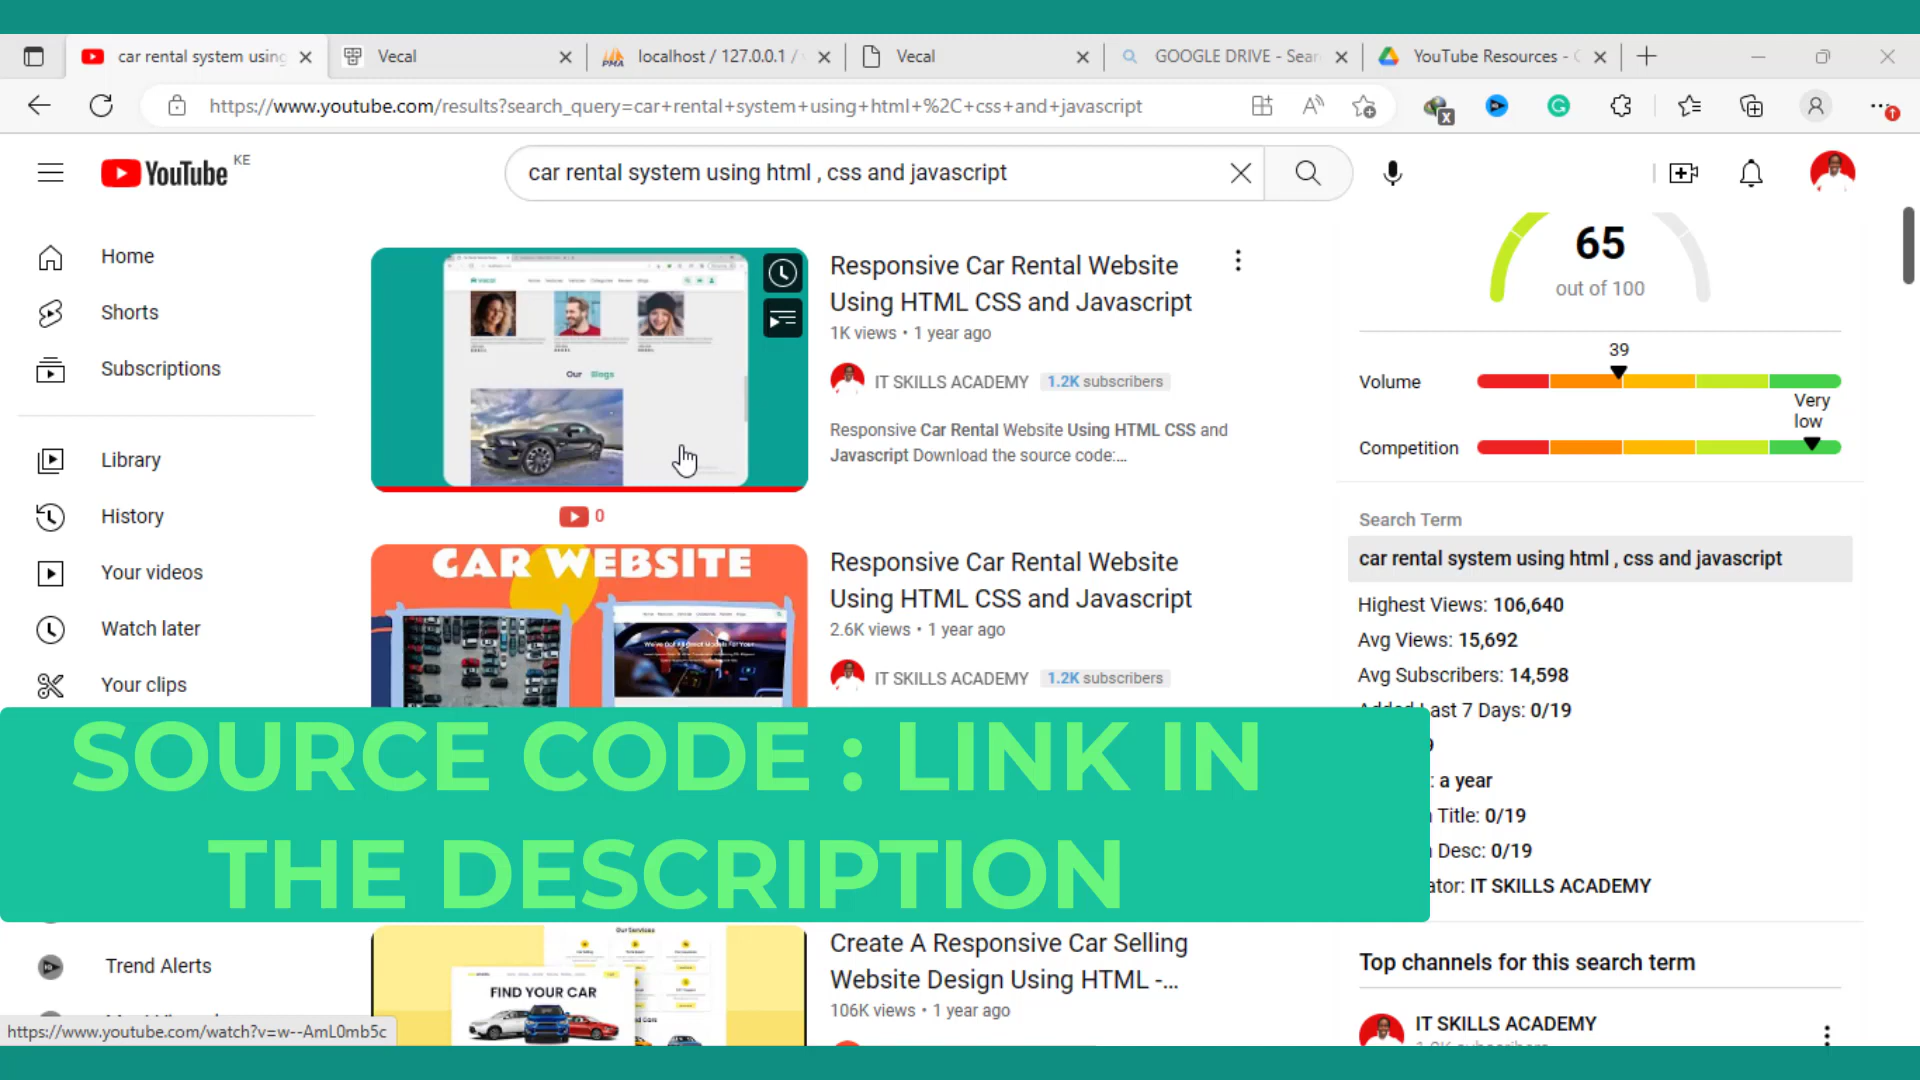 car rental system using
Vecal
localhost / 127.0.0.1 /
Vecal
GOOGLE DRIVE - Sear
YouTube Resources -
https://www.youtube.com/results?search_query=car+rental+system+using+html+%2C+css+and+javascript
YouTube KE
car rental system using html , css and javascript
Home
Shorts
Subscriptions
Library
History
Your videos
Watch later
Your clips
Trend Alerts
https://www.youtube.com/watch?v=w--AmL0mb5c
Our Blogs
0
Responsive Car Rental Website
Using HTML CSS and Javascript
1K views • 1 year ago
IT SKILLS ACADEMY 1.2K subscribers
Responsive Car Rental Website Using HTML CSS and
Javascript Download the source code:...
CAR WEBSITE
Responsive Car Rental Website
Using HTML CSS and Javascript
2.6K views • 1 year ago
IT SKILLS ACADEMY 1.2K subscribers
SOURCE CODE : LINK IN
THE DESCRIPTION
Our Services
FIND YOUR CAR
Create A Responsive Car Selling
Website Design Using HTML -...
106K views • 1 year ago
65
out of 100
39
Volume
Very
low
Competition
Search Term
car rental system using html , css and javascript
Highest Views: 106,640
Avg Views: 15,692
Avg Subscribers: 14,598
Added Last 7 Days: 0/19
: a year
Title: 0/19
Desc: 0/19
ator: IT SKILLS ACADEMY
Top channels for this search term
IT SKILLS ACADEMY